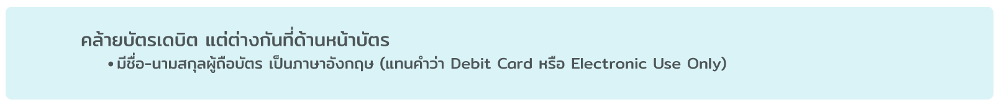 คล้ายบัตรเดบิต แต่ต่างกันที่ด้านหน้าบัตร
•มีชื่อ-นามสกุลผู้ถือบัตร เป็นภาษาอังกฤษ (แทนคำว่า Debit Card หรือ Electronic Use Only)